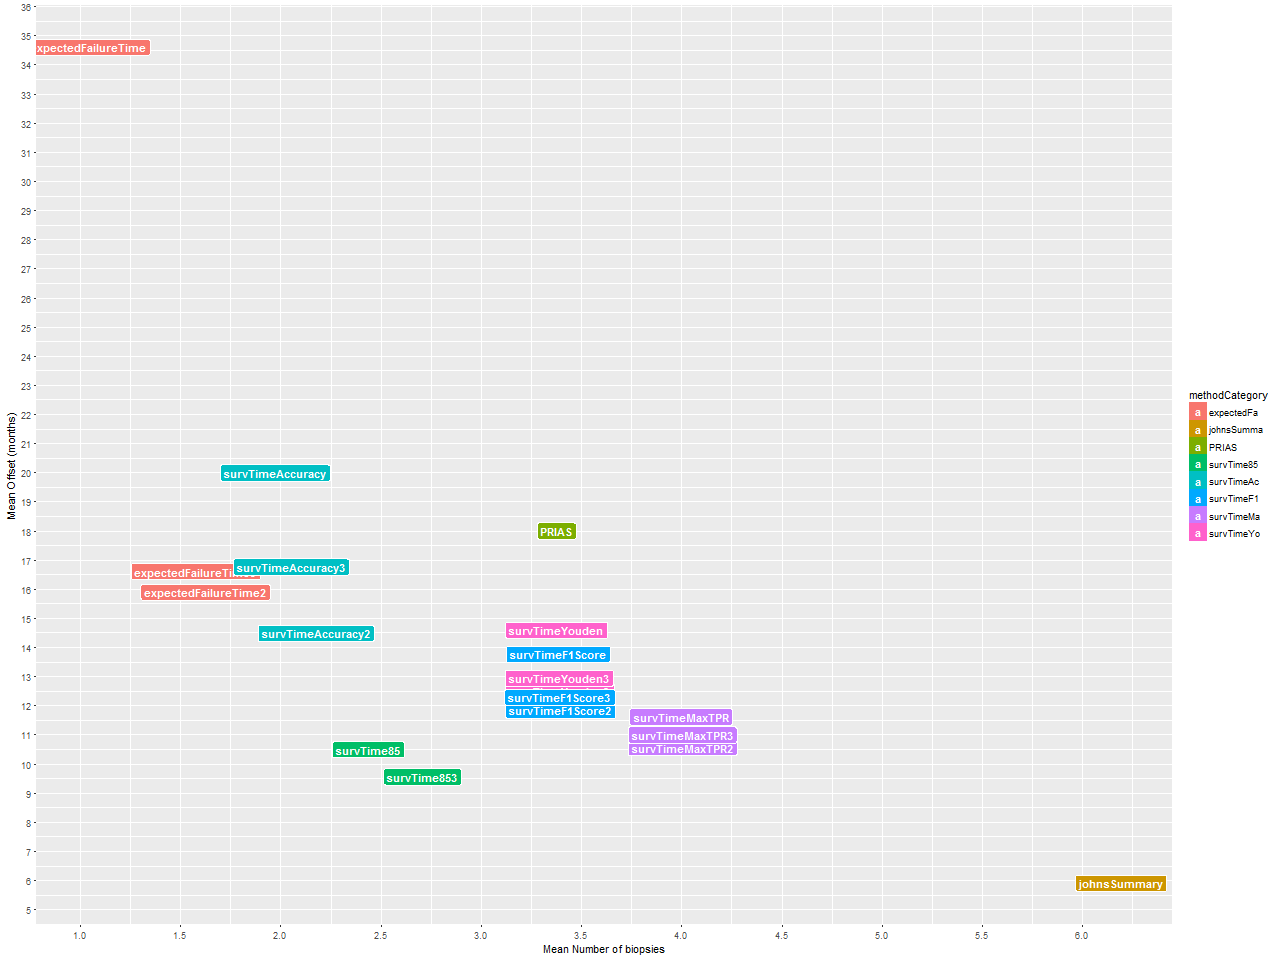 36
35
34
33
32
31
30
29
28
27
26
25
24
23
22
21
20
19
18
17
16
15
14
13
12
11
10
9
8
7
6
5
Mean Offset (months)
xpectedFailureTime
survTimeAccuracy
PRIAS
survTimeAccuracy3
expectedFailureTime2
survTimeAccuracy2
survTimeYouden
survTimeF1Score
survTimeYouden3
survTimeF1Score3
survTimeF1Score2
survTimeMaxTPR
survTimeMaxTPR3
survTimeMaxTPR2
survTime85
survTime853
johnsSummary
1.0 1.5 2.0 2.5 3.0 3.5 4.0 4.5 5.0 5.5 6.0
Mean Number of biopsies
methodCategory
a expectedFa
a johnsSumma
a PRIAS
a survTime85
a survTimeAc
a survTimeF1
a survTimeMa
a survTimeYo